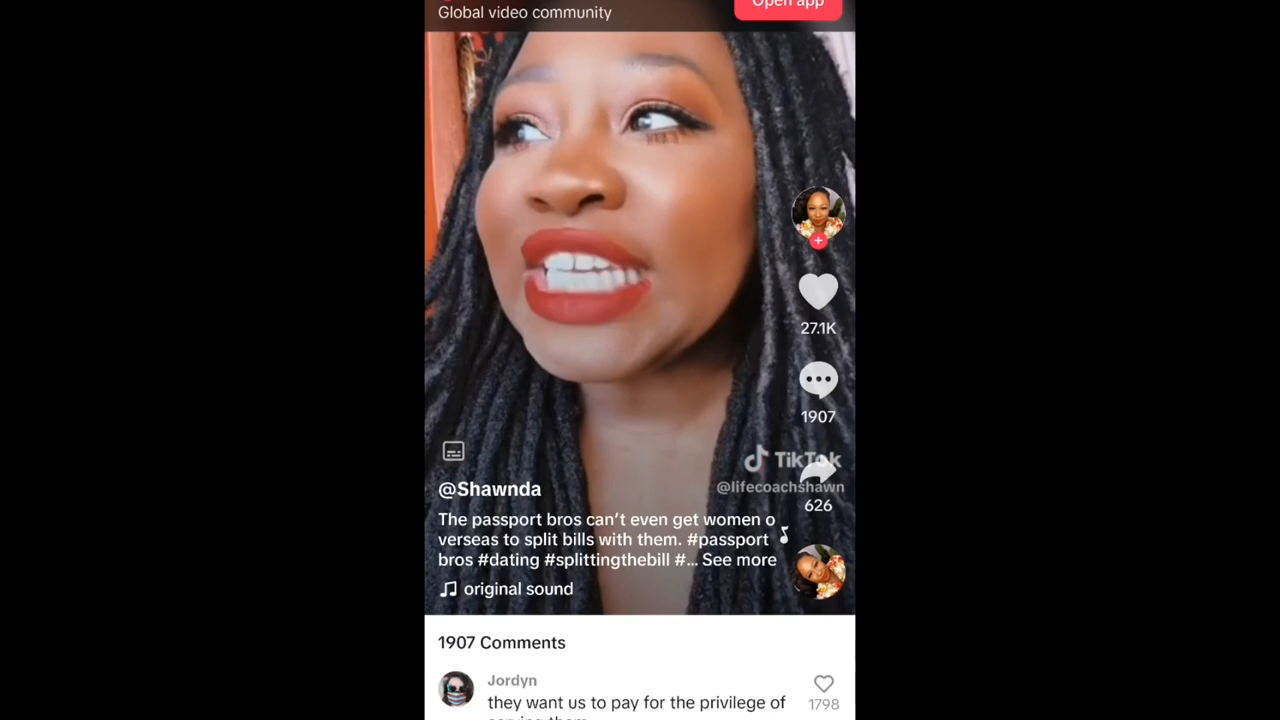 Global video community
Open app
27.1K
1907
TikTok
@lifecoachshawn
626
@Shawnda
The passport bros can't even get women o
verseas to split bills with them. #passport
bros #dating #splittingthebill #... See more
original sound
1907 Comments
Jordyn
they want us to pay for the privilege of
serving them
1798